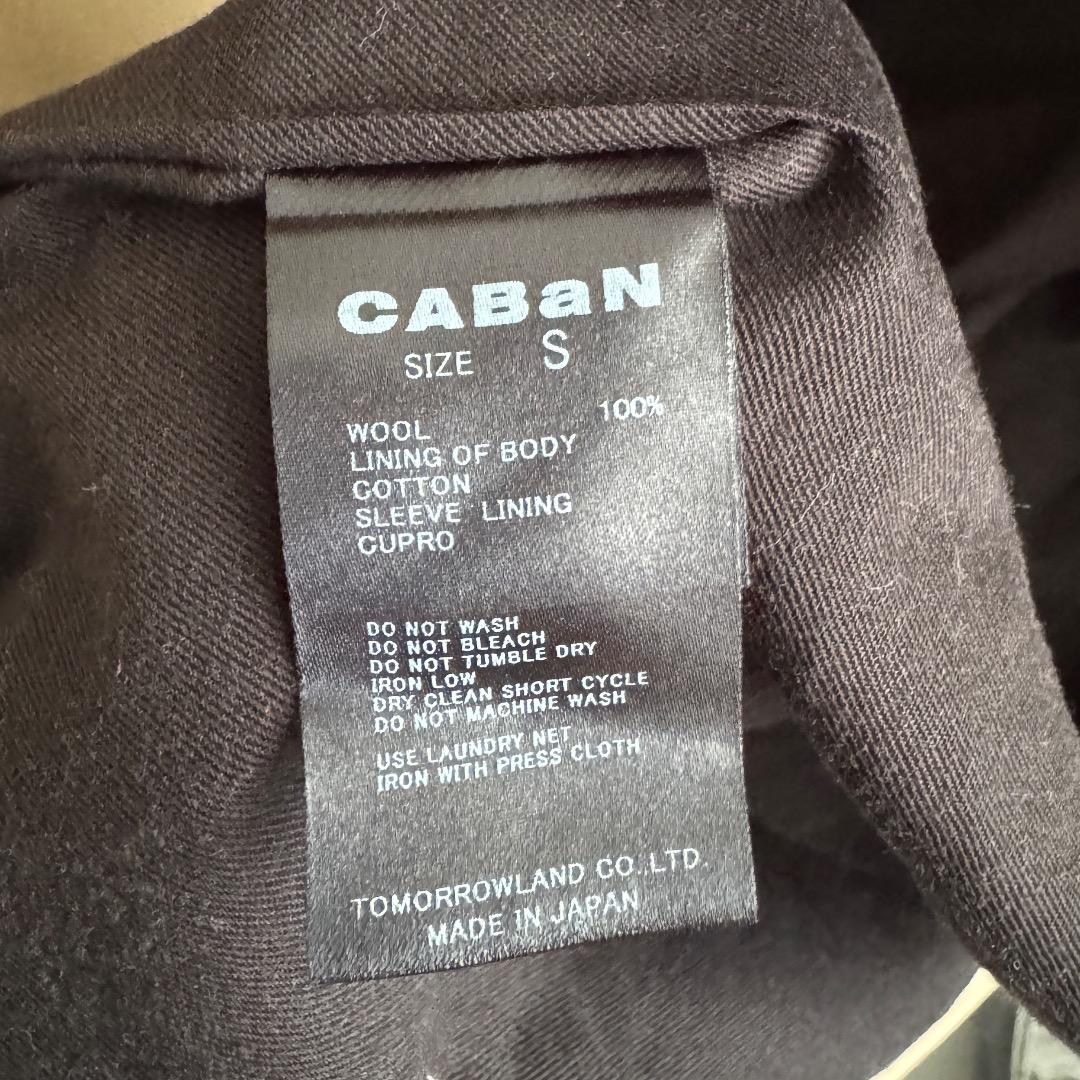 CABaN
SIZE S
WOOL 100%
LINING OF BODY
COTTON
SLEEVE LINING
CUPRO
DO NOT WASH
DO NOT BLEACH
DO NOT TUMBLE DRY
IRON LOW
DRY CLEAN SHORT CYCLE
DO NOT MACHINE WASH
USE LAUNDRY NET
IRON WITH PRESS CLOTH
TOMORROWLAND CO.,LTD.
MADE IN JAPAN